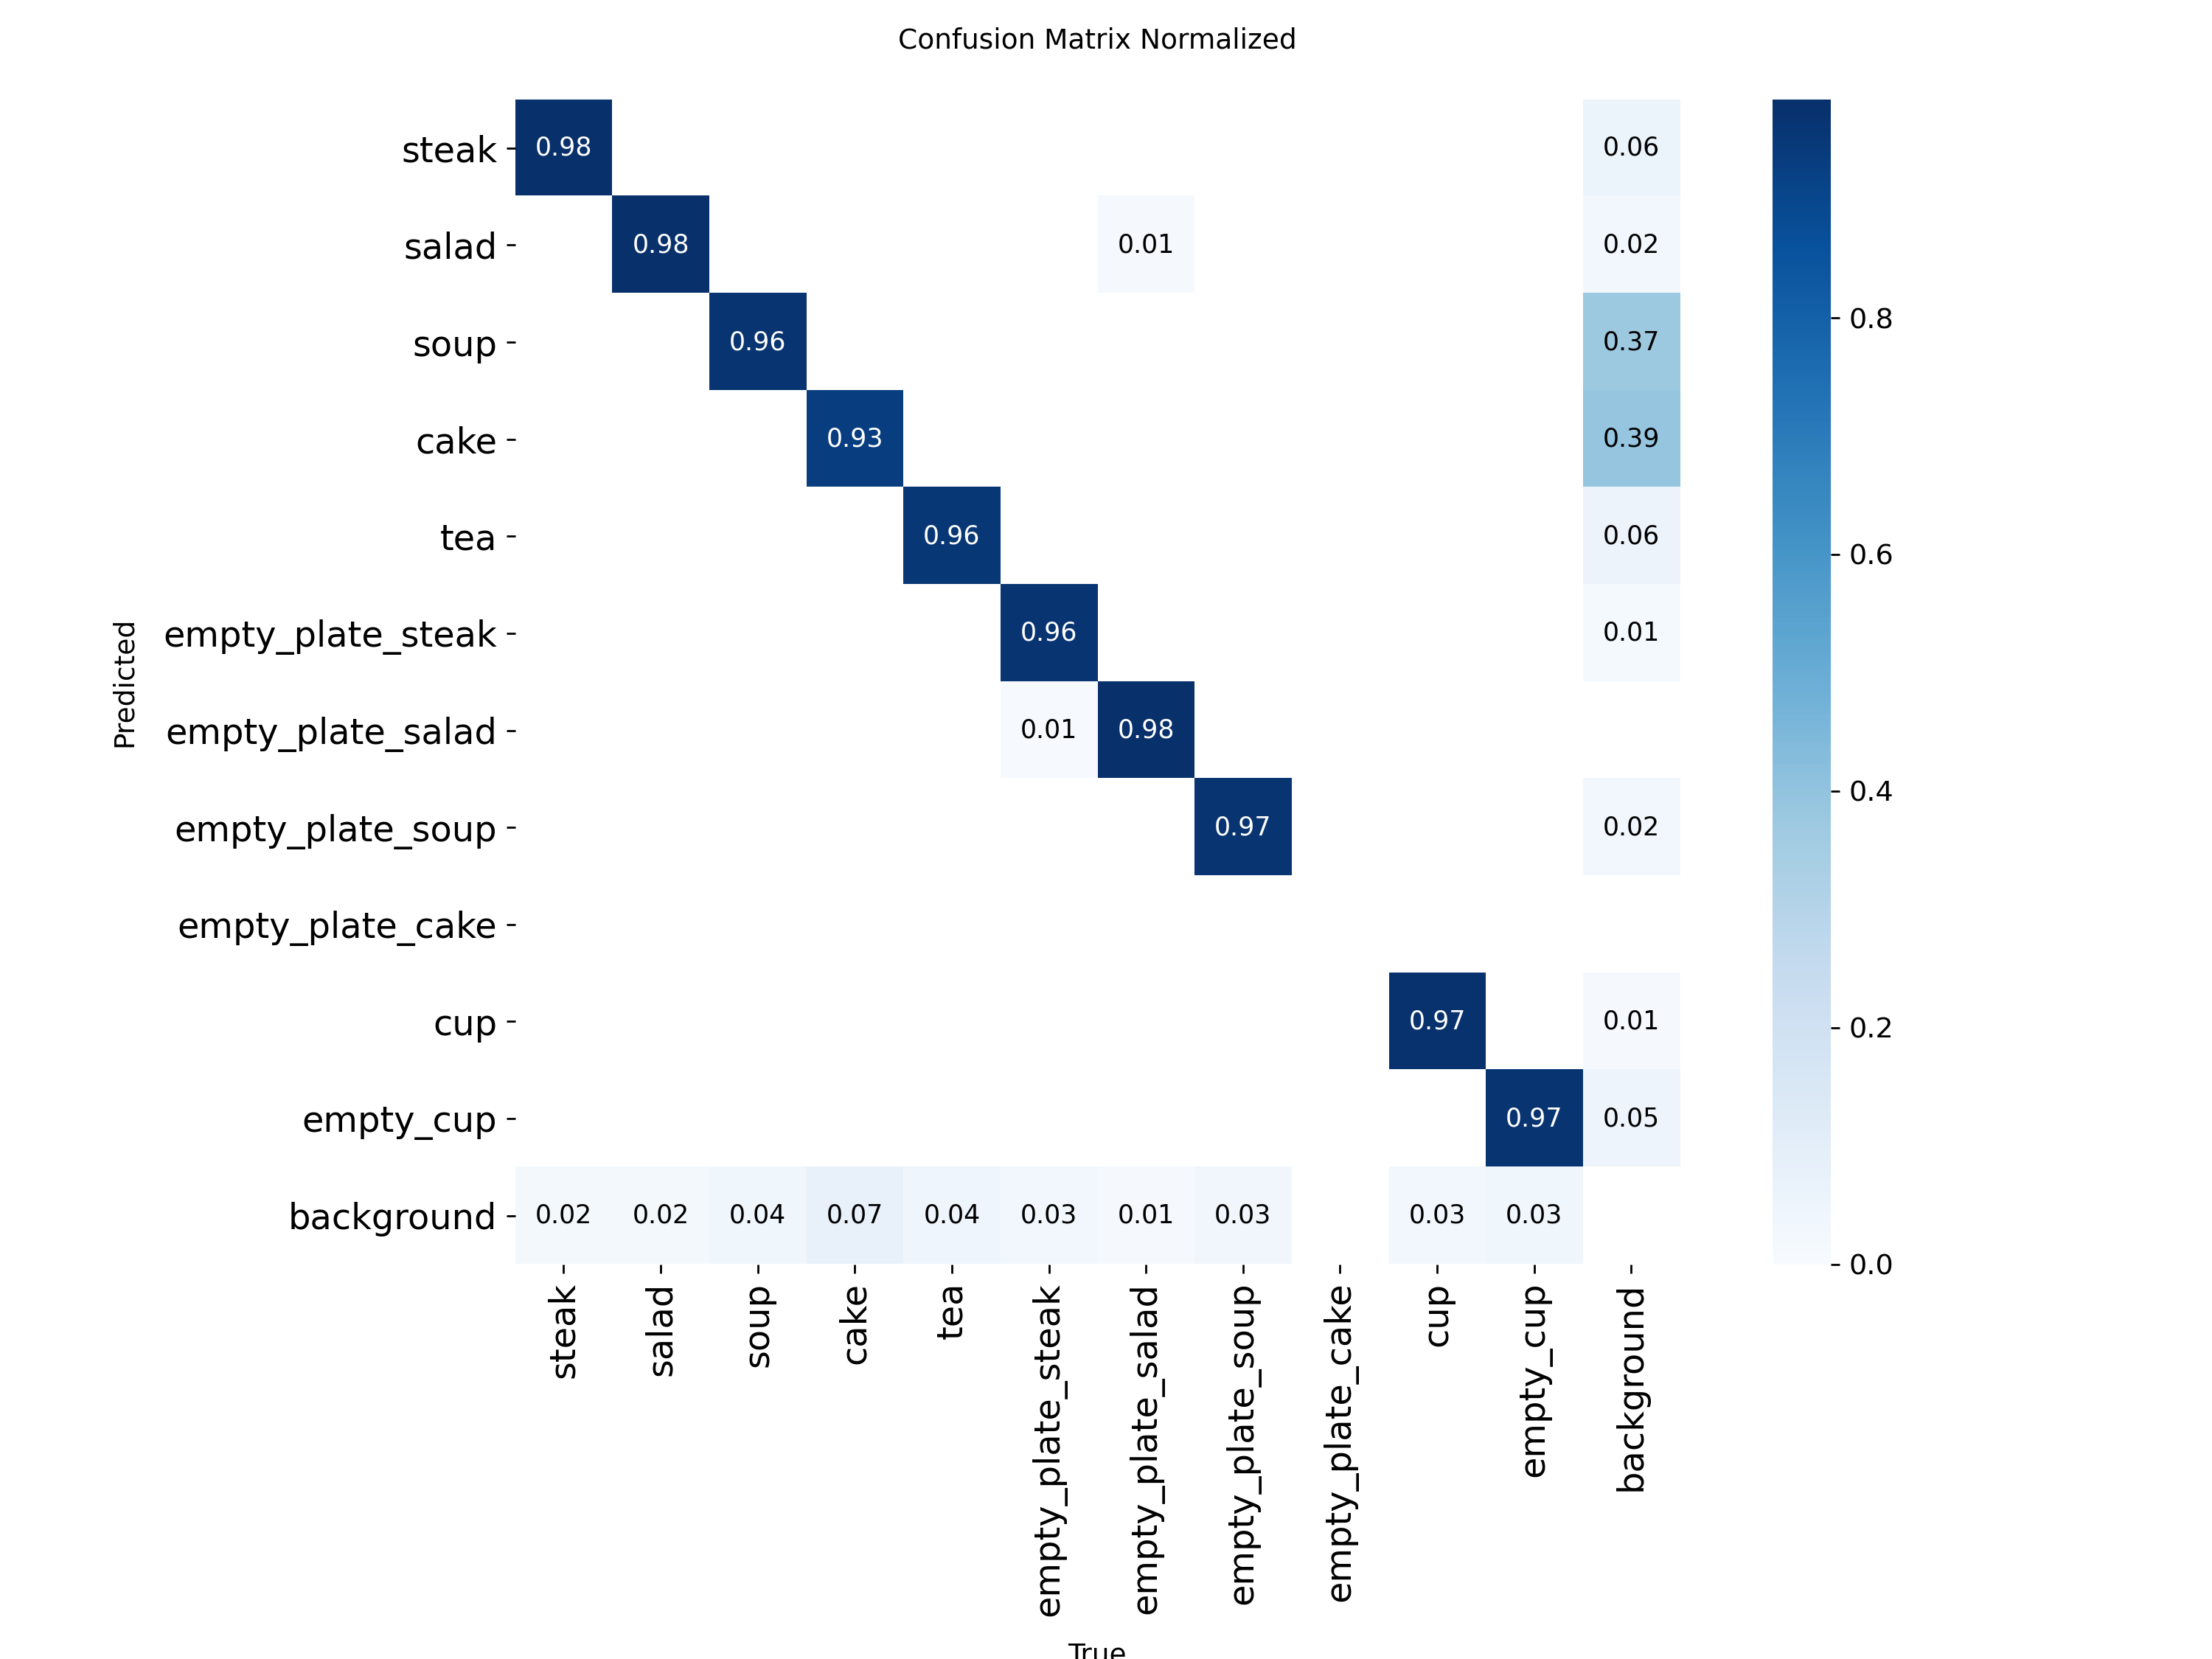 Confusion Matrix Normalized
steak 0.98 0.06
salad 0.98 0.01 0.02
soup 0.96 0.37 0.8
cake 0.93 0.39
tea 0.96 0.06 0.6
empty_plate_steak 0.96 0.01
Predicted
empty_plate_salad 0.01 0.98
empty_plate_soup 0.97 0.02 0.4
empty_plate_cake
cup 0.97 0.01 0.2
empty_cup 0.97 0.05
background 0.02 0.02 0.04 0.07 0.04 0.03 0.01 0.03 0.03 0.03 0.0
steak salad soup cake tea empty_plate_steak empty_plate_salad empty_plate_soup empty_plate_cake cup empty_cup background
True